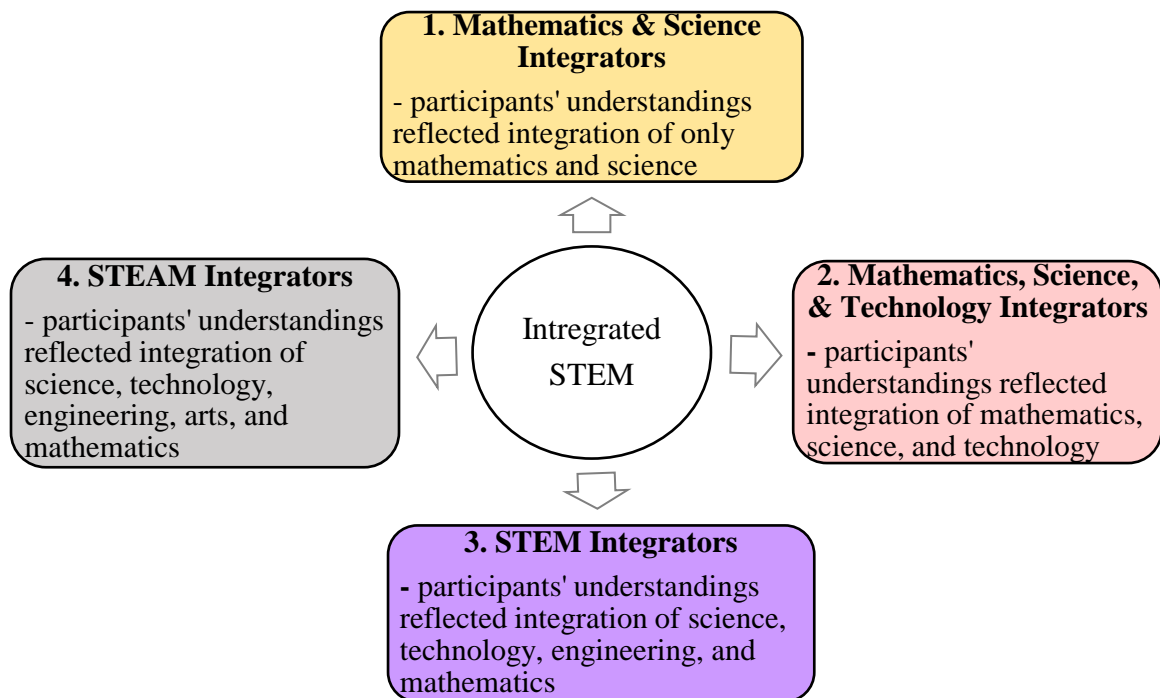 1. Mathematics & Science
Integrators
- participants' understandings
reflected integration of only
mathematics and science
4. STEAM Integrators
- participants' understandings
reflected integration of
science, technology,
engineering, arts, and
mathematics
Intregrated
STEM
2. Mathematics, Science,
& Technology Integrators
- participants'
understandings reflected
integration of mathematics,
science, and technology
3. STEM Integrators
- participants' understandings
reflected integration of science,
technology, engineering, and
mathematics